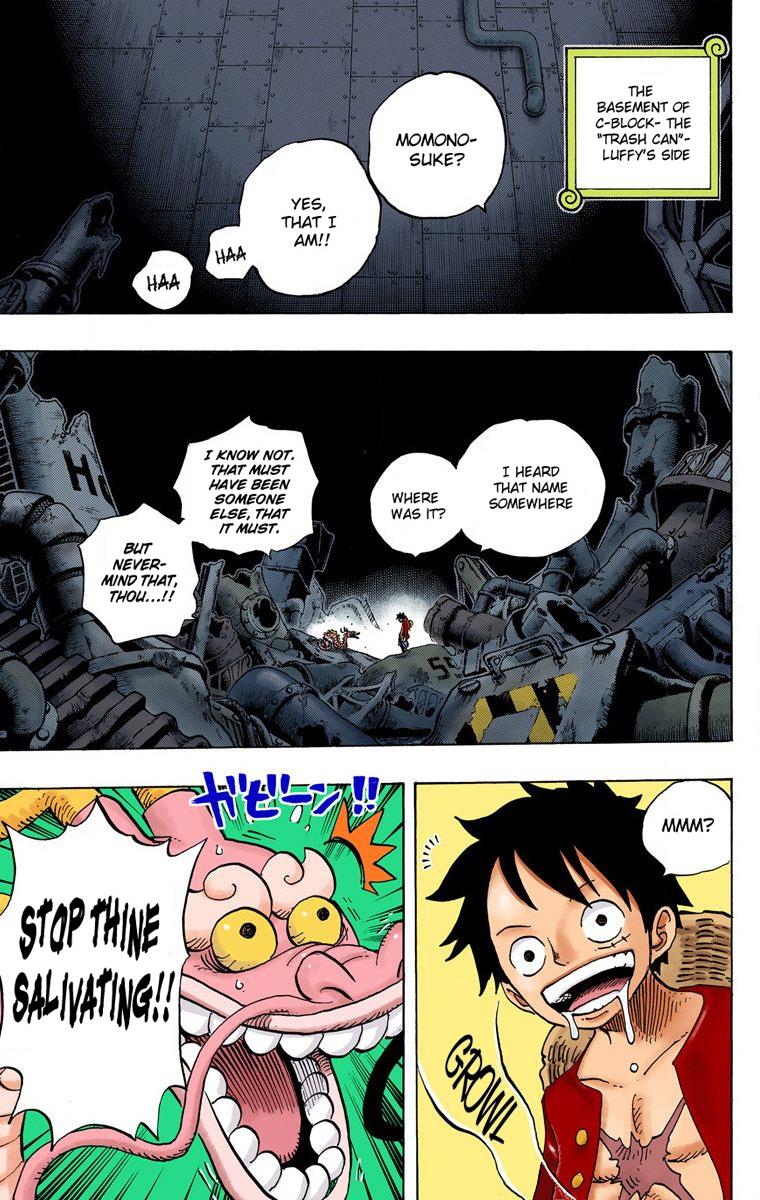 THE
BASEMENT OF
C-BLOCK- THE
"TRASH CAN"-
LUFFY'S SIDE
MOMONO-
SUKE?
YES,
THAT I
AM!!
HAA
HAA
I HEARD
THAT NAME
SOMEWHERE
WHERE
WAS IT?
I KNOW NOT.
THAT MUST
HAVE BEEN
SOMEONE
ELSE, THAT
IT MUST.
BUT
NEVER-
MIND THAT,
THOU...!!
H
55
MMM?
GROWL
ガビーン!!
STOP THINE
SALIVATING!!